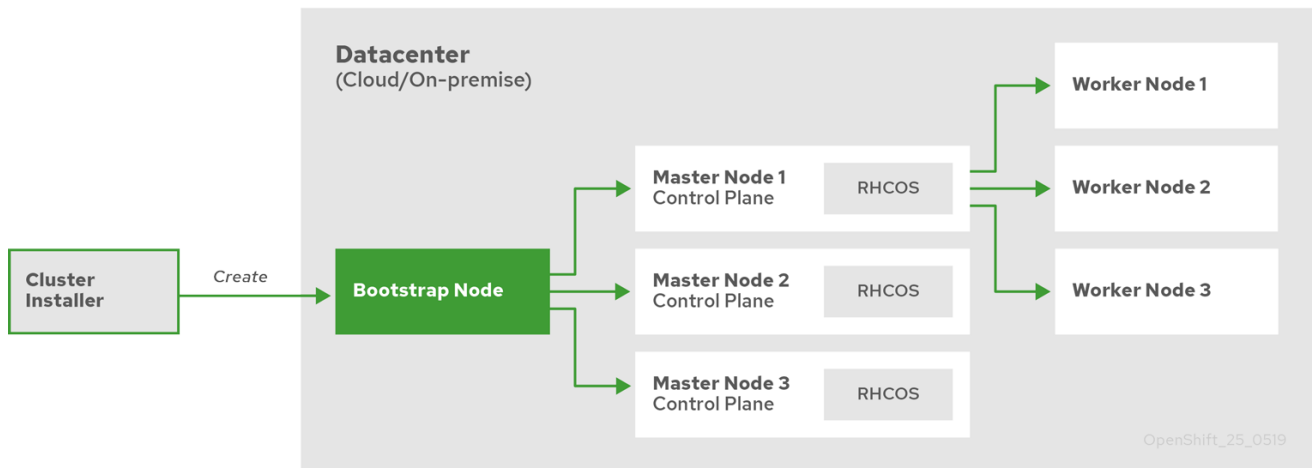 Datacenter
(Cloud/On-premise)
Cluster
Installer
Create
Bootstrap Node
Master Node 1
Control Plane
RHCOS
Master Node 2
Control Plane
RHCOS
Master Node 3
Control Plane
RHCOS
Worker Node 1
Worker Node 2
Worker Node 3
OpenShift_25_0519